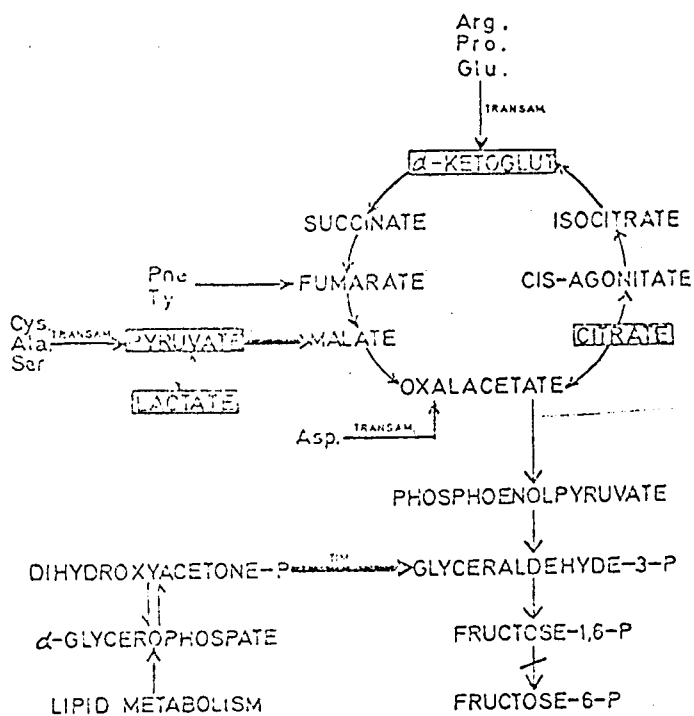 Arg.
Pro.
Glu.
TRANSAM.
α-KETOGLUT
SUCCINATE
ISOCITRATE
Phe
Ty
FUMARATE
CIS-AGONITATE
Cys.
Ala.
Ser
TRANSAM.
PYRUVATE
MALATE
CITRATE
LACTATE
OXALACETATE
Asp.
TRANSAM.
PHOSPHOENOLPYRUVATE
DIHYDROXYACETONE-P
TIM
GLYCERALDEHYDE-3-P
α-GLYCEROPHOSPATE
FRUCTOSE-1,6-P
LIPID METABOLISM
FRUCTOSE-6-P